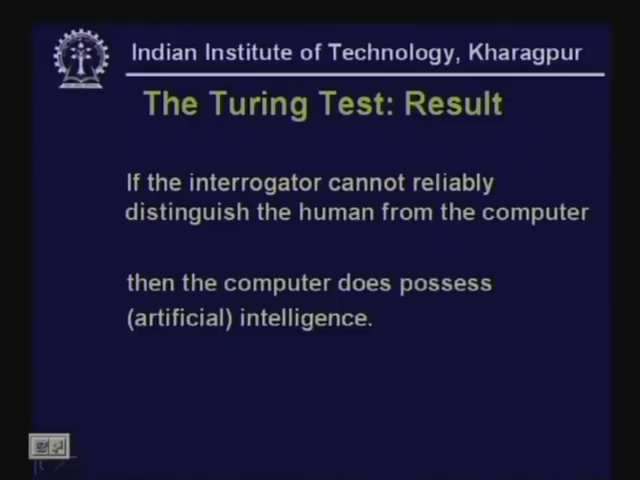 Indian Institute of Technology, Kharagpur
The Turing Test: Result
If the interrogator cannot reliably
distinguish the human from the computer
then the computer does possess
(artificial) intelligence.